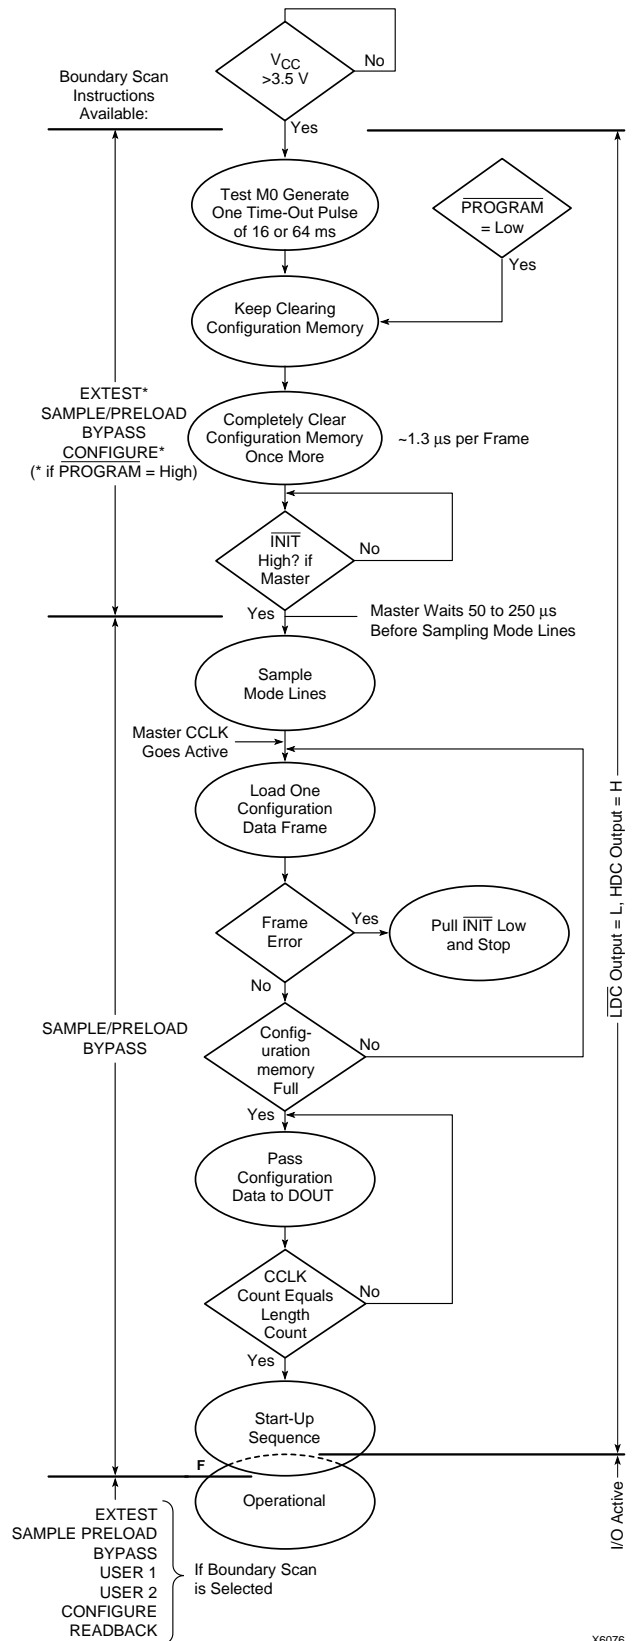 V_CC
>3.5 V
No
Boundary Scan
Instructions
Available:
Yes
Test M0 Generate
One Time-Out Pulse
of 16 or 64 ms
PROGRAM
= Low
Yes
Keep Clearing
Configuration Memory
EXTEST*
SAMPLE/PRELOAD
BYPASS
CONFIGURE*
(* if PROGRAM = High)
Completely Clear
Configuration Memory
Once More
~1.3 µs per Frame
INIT
High? if
Master
No
Yes
Master Waits 50 to 250 µs
Before Sampling Mode Lines
Sample
Mode Lines
Master CCLK
Goes Active
Load One
Configuration
Data Frame
LDC Output = L, HDC Output = H
Frame
Error
Yes
Pull INIT Low
and Stop
No
SAMPLE/PRELOAD
BYPASS
Config-
uration
memory
Full
No
Yes
Pass
Configuration
Data to DOUT
CCLK
Count Equals
Length
Count
No
Yes
Start-Up
Sequence
F
Operational
I/O Active
EXTEST
SAMPLE PRELOAD
BYPASS
USER 1
USER 2
CONFIGURE
READBACK
If Boundary Scan
is Selected
X6076